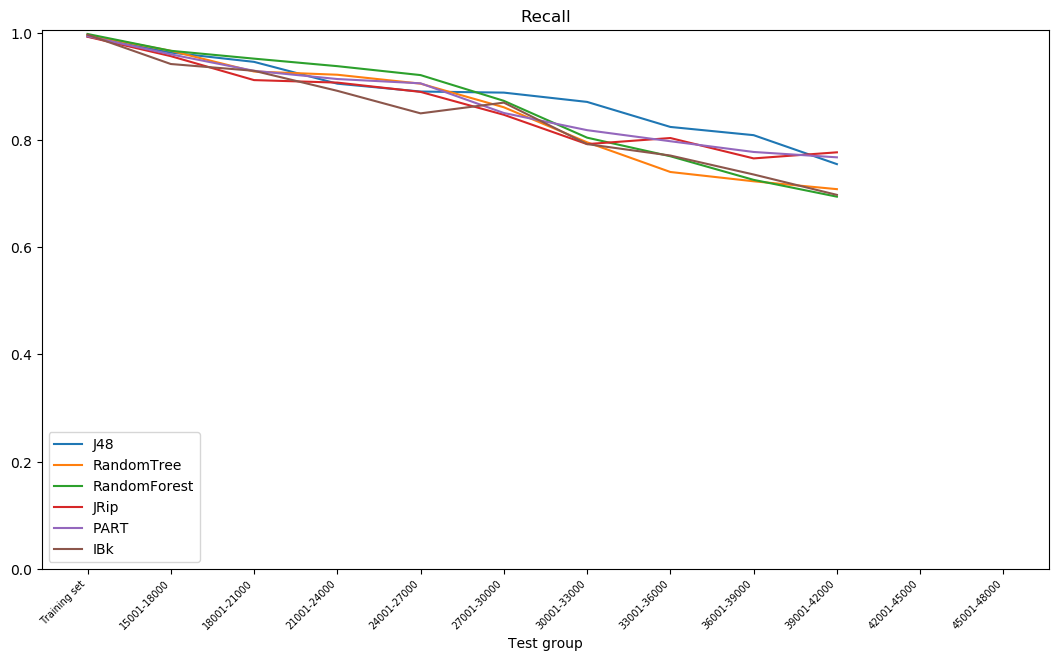 Recall
1.0
0.8
0.6
0.4
0.2
0.0
J48
RandomTree
RandomForest
JRip
PART
IBk
Training set
15001-18000
18001-21000
21001-24000
24001-27000
27001-30000
30001-33000
33001-36000
36001-39000
39001-42000
42001-45000
45001-48000
Test group